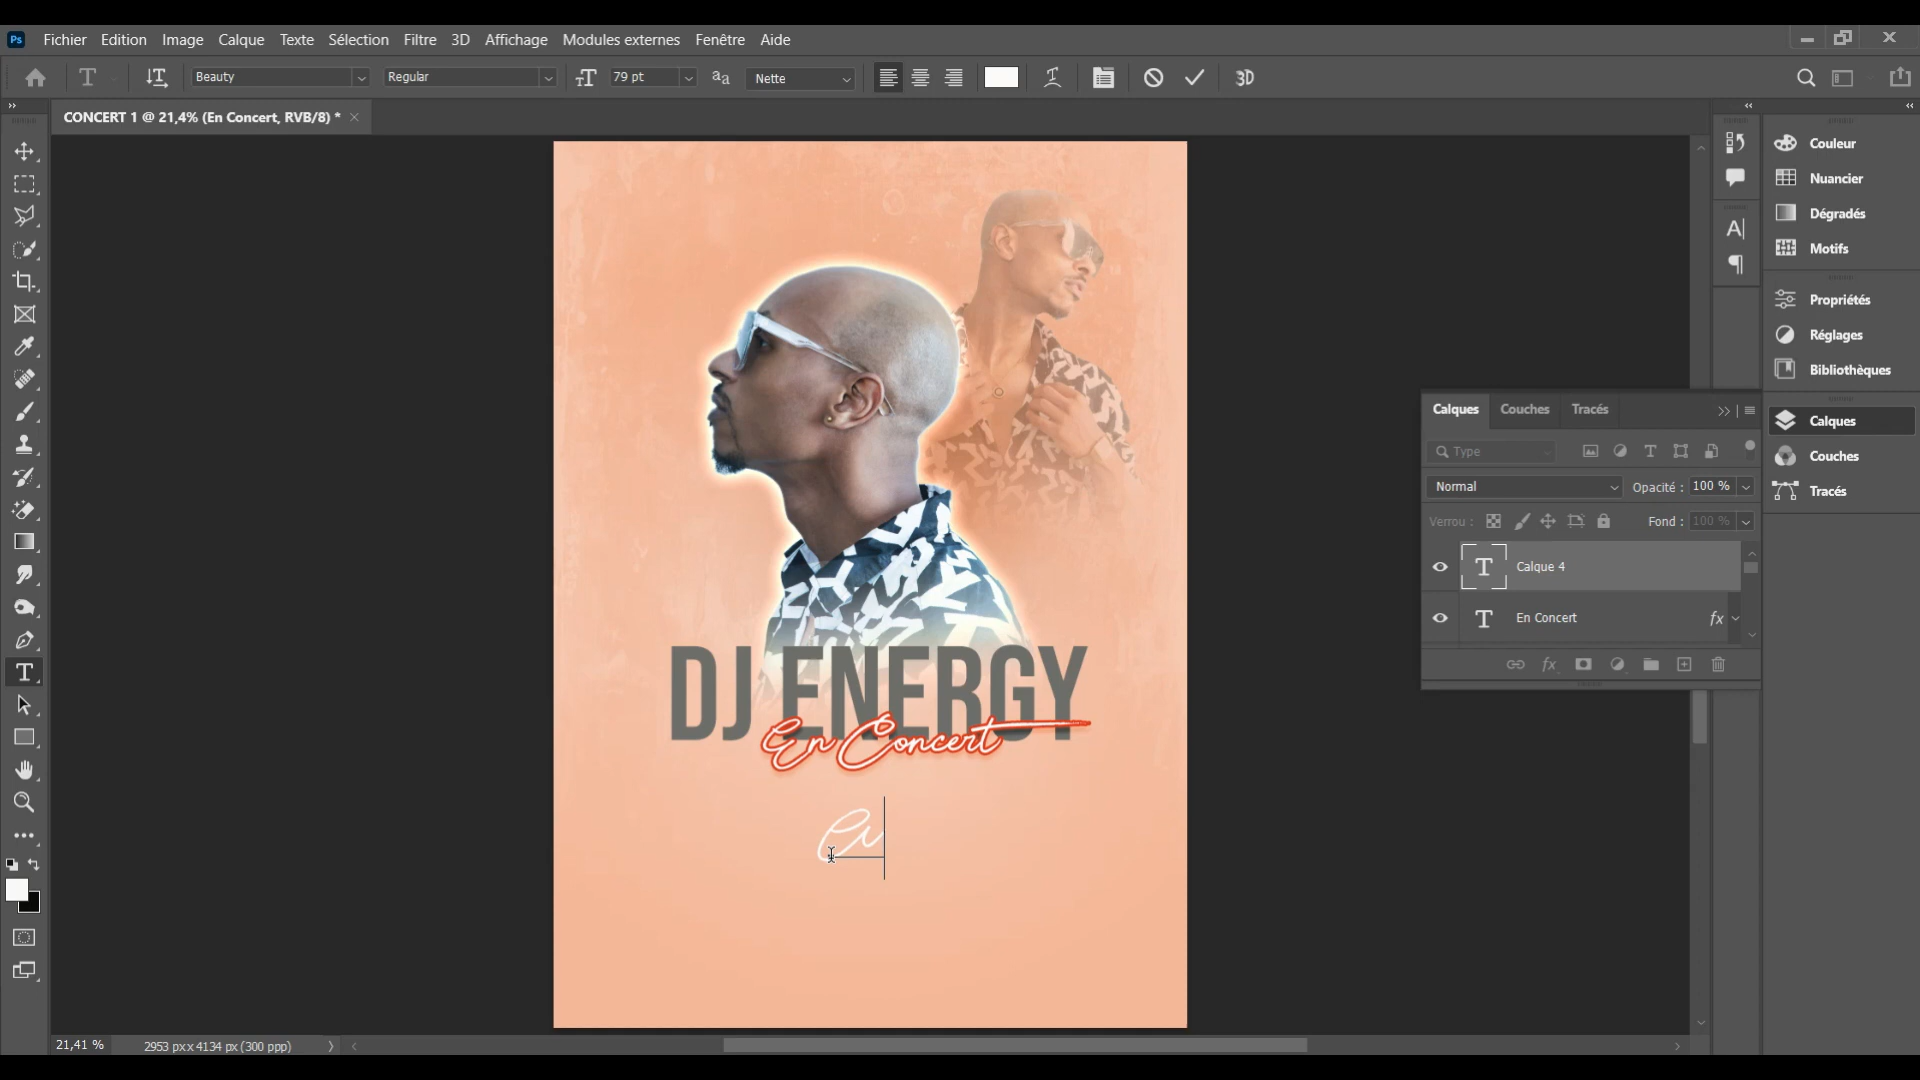 Ps Fichier Edition Image Calque Texte Sélection Filtre 3D Affichage Modules externes Fenêtre Aide
Beauty Regular 79 pt Nette 3D
CONCERT 1 @ 21,4% (En Concert, RVB/8) *
Couleur
Nuancier
Dégradés
Motifs
Propriétés
Réglages
Bibliothèques
Calques
Couches
Tracés
Calques Couches Tracés
Type
Normal Opacité : 100 %
Verrou : Fond : 100 %
Calque 4
En Concert fx
DJ ENERGY
En Concert
21,41 % 2953 px x 4134 px (300 ppp)